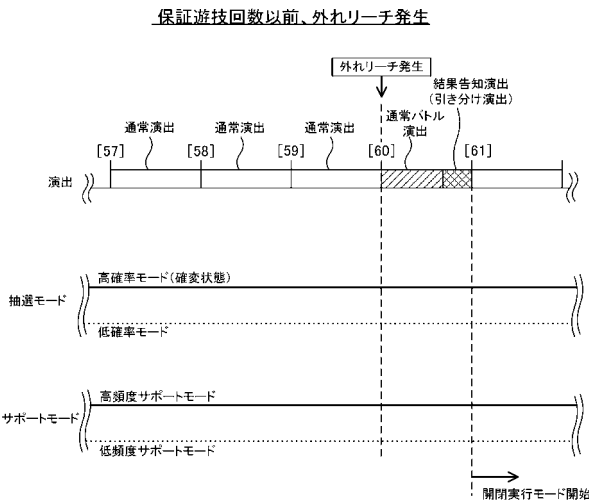 保証遊技回数以前、外れリーチ発生
外れリーチ発生
結果告知演出
(引き分け演出)
通常演出
通常演出
通常演出
通常バトル
演出
[57]
[58]
[59]
[60]
[61]
演出
高確率モード(確変状態)
抽選モード
低確率モード
高頻度サポートモード
サポートモード
低頻度サポートモード
開閉実行モード開始